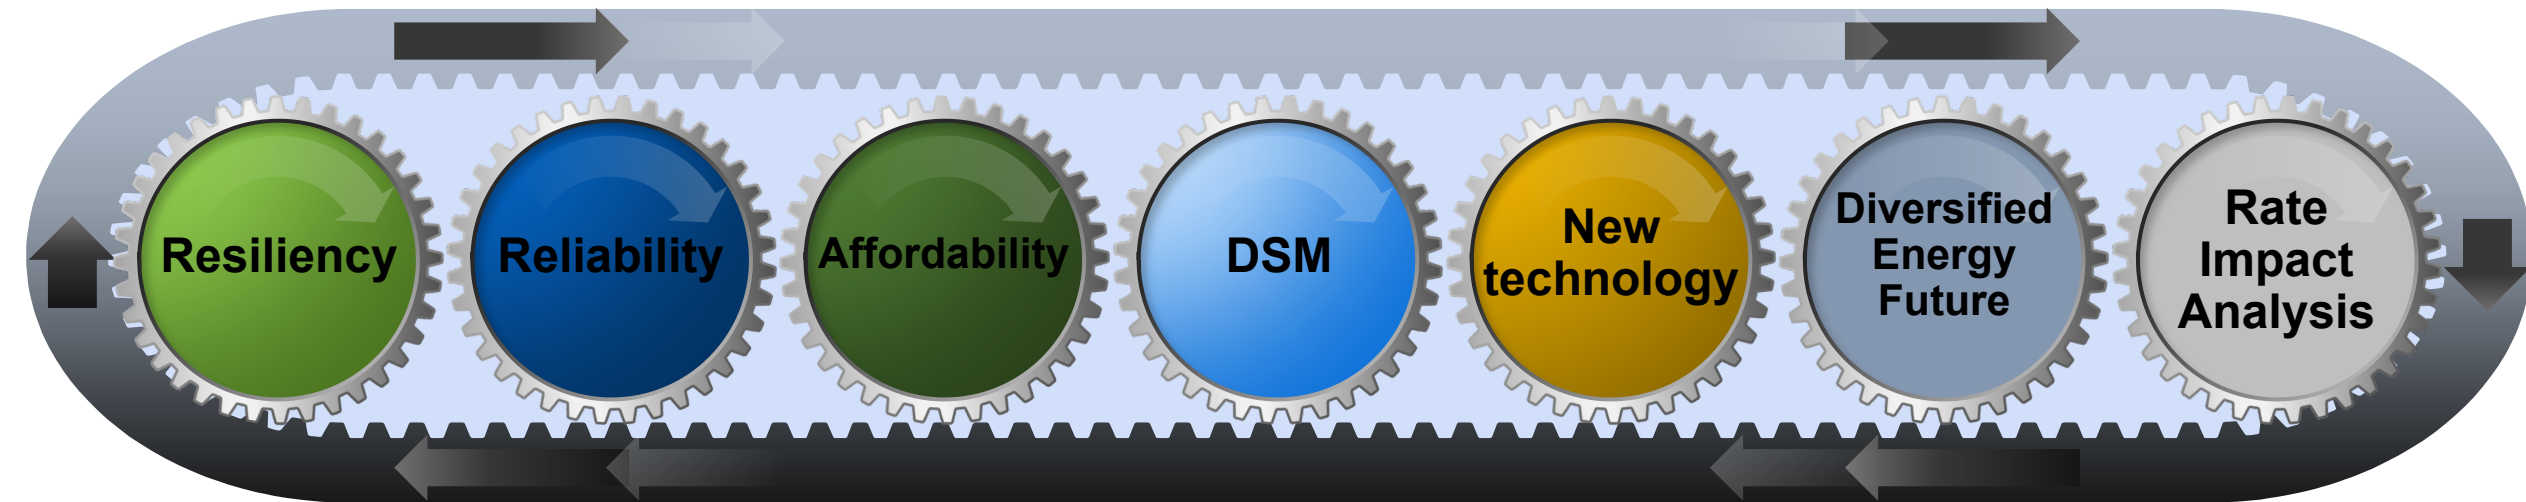 Resiliency
Reliability
Affordability
DSM
New
technology
Diversified
Energy
Future
Rate
Impact
Analysis